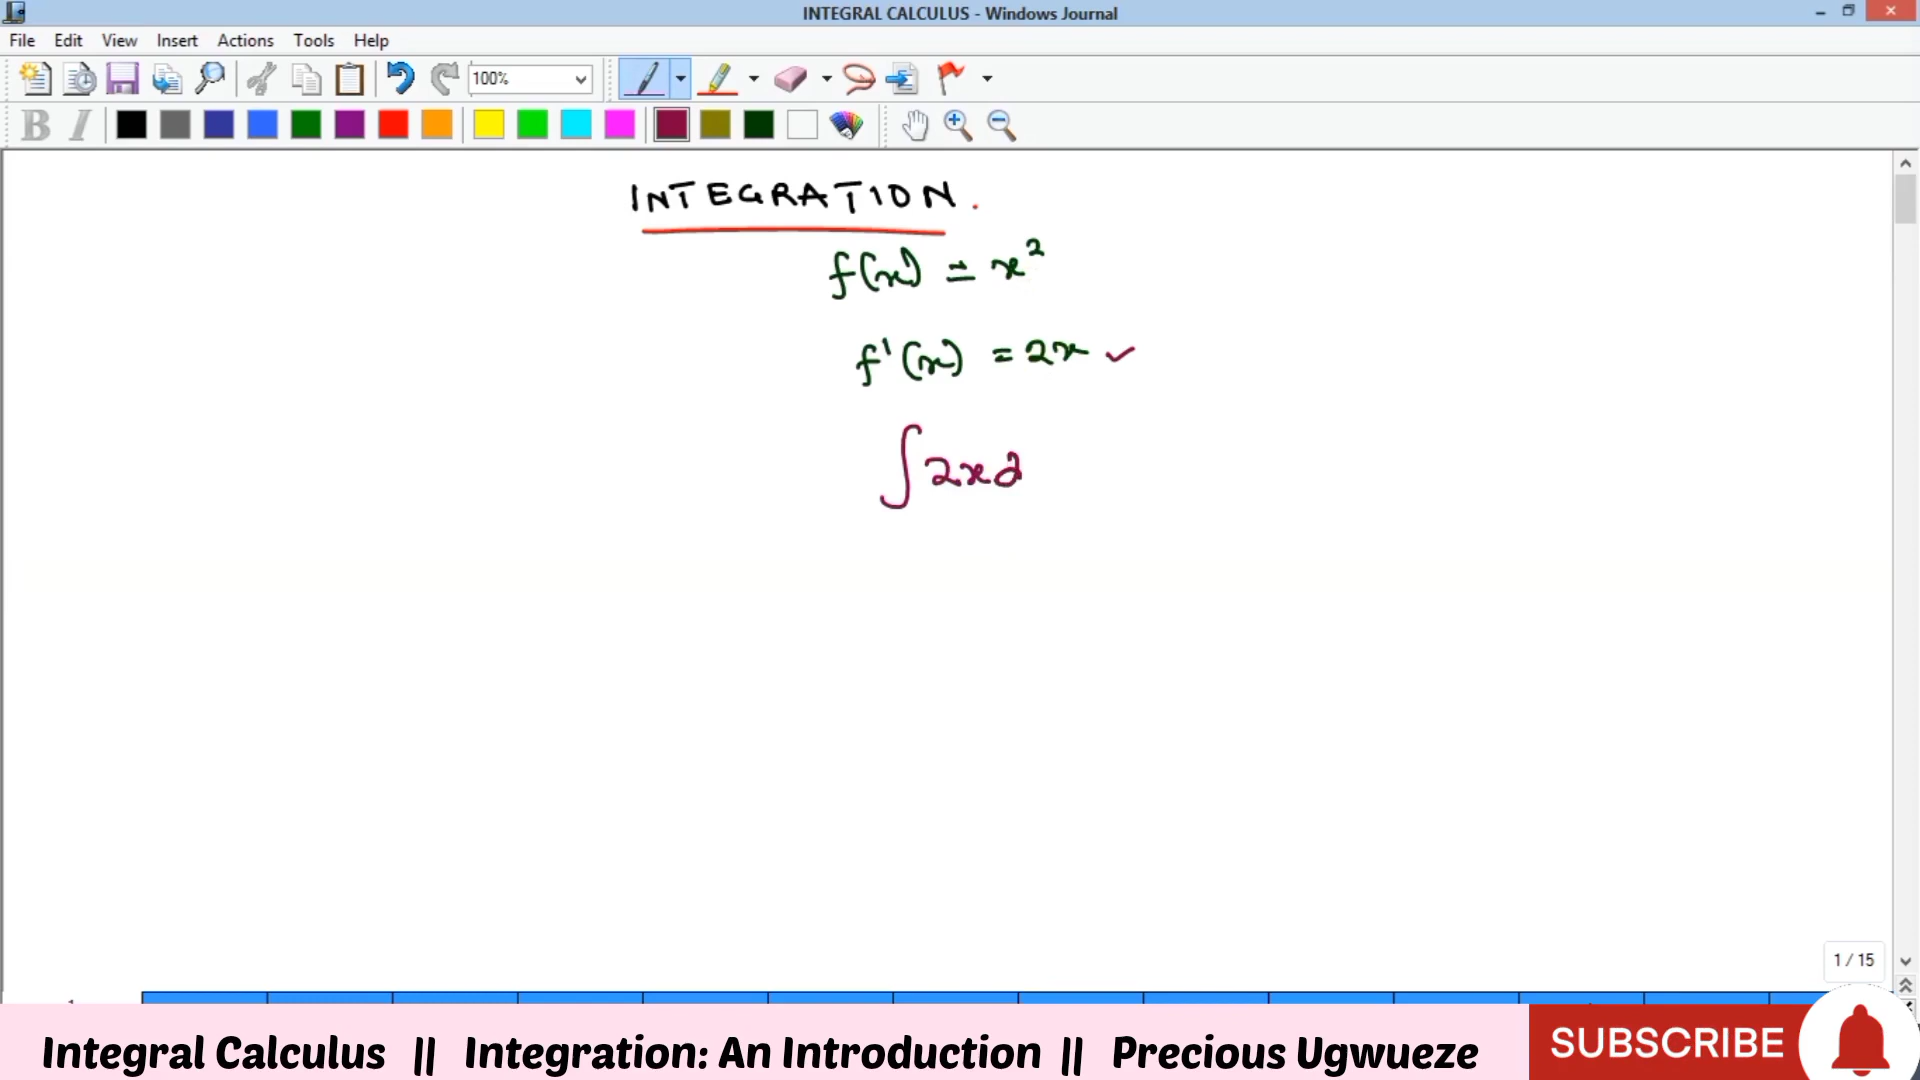 INTEGRAL CALCULUS - Windows Journal
File Edit View Insert Actions Tools Help
100%
B I
INTEGRATION.
f(x) = x²
f'(x) = 2x ✓
∫2xd
1 / 15
Integral Calculus || Integration: An Introduction || Precious Ugwueze
SUBSCRIBE